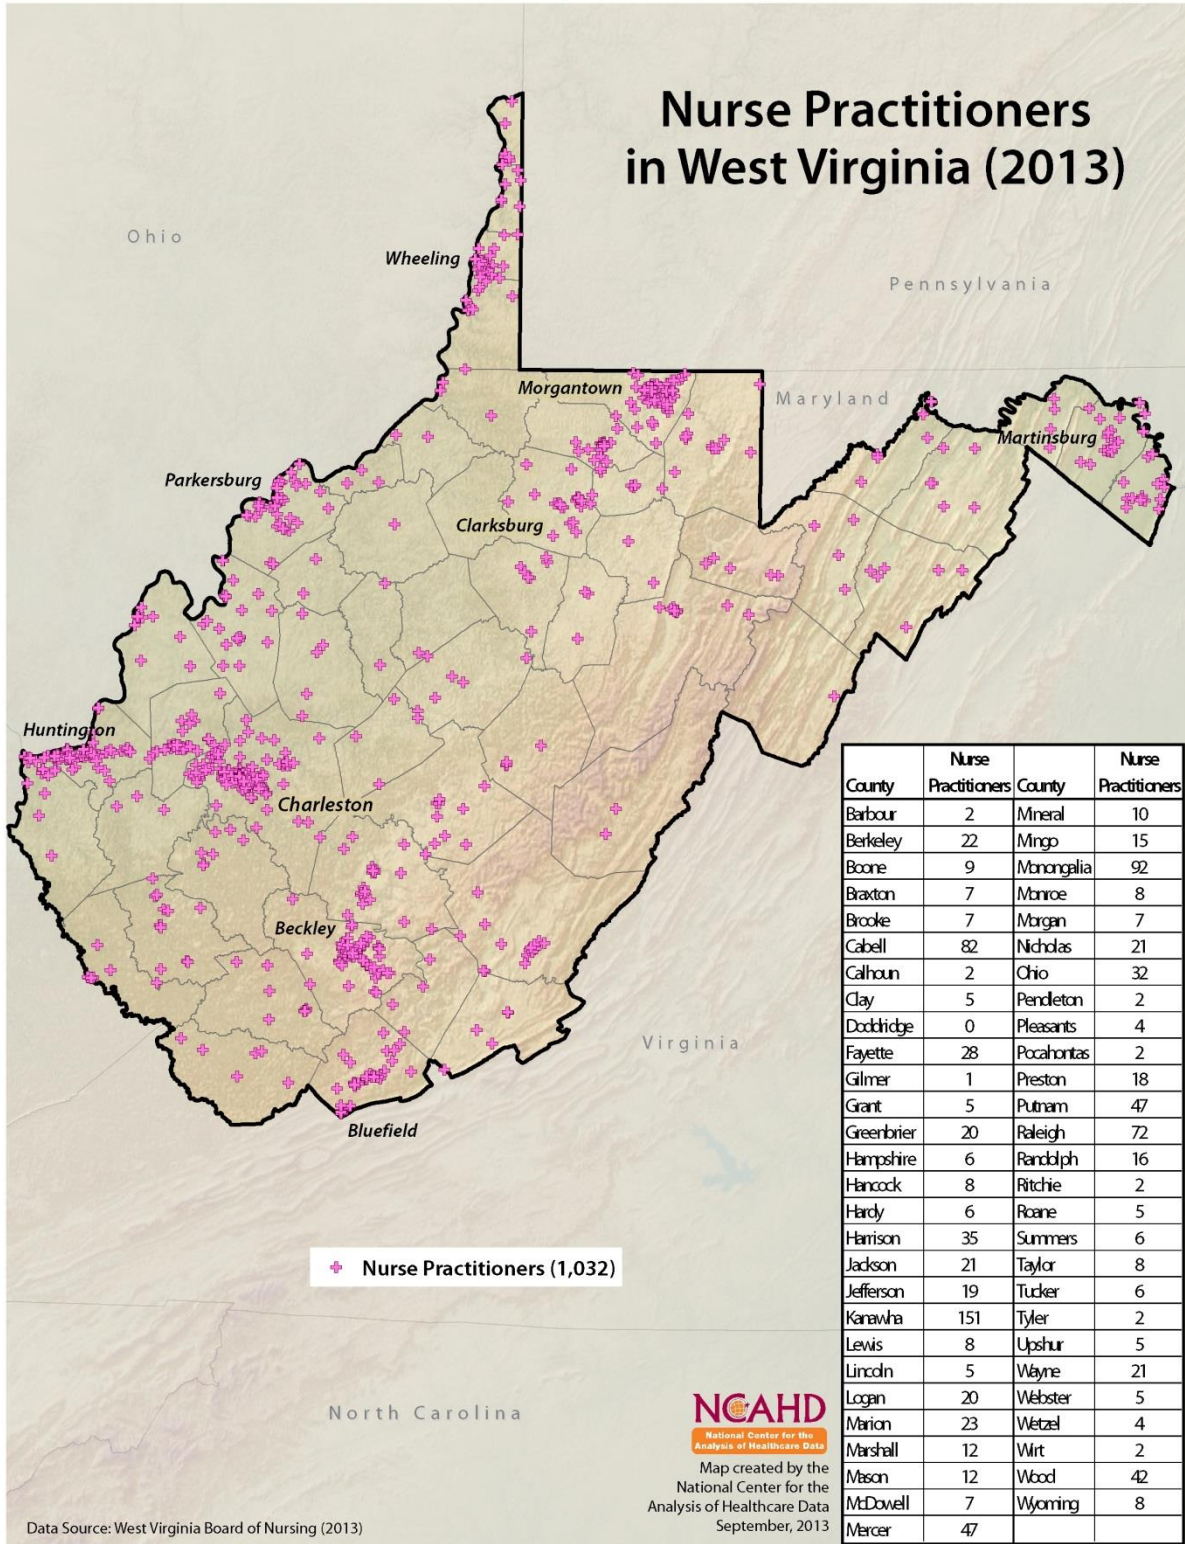 Nurse Practitioners
in West Virginia (2013)
Ohio
Wheeling
Pennsylvania
Morgantown
Maryland
Martinsburg
Parkersburg
Clarksburg
Huntington
Charleston
Beckley
Virginia
Bluefield
Nurse Practitioners (1,032)
North Carolina
County Nurse Practitioners County Nurse Practitioners
Barbour 2 Mineral 10
Berkeley 22 Mingo 15
Boone 9 Monongalia 92
Braxton 7 Monroe 8
Brooke 7 Morgan 7
Cabell 82 Nicholas 21
Calhoun 2 Ohio 32
Clay 5 Pendleton 2
Doddridge 0 Pleasants 4
Fayette 28 Pocahontas 2
Gilmer 1 Preston 18
Grant 5 Putnam 47
Greenbrier 20 Raleigh 72
Hampshire 6 Randolph 16
Hancock 8 Ritchie 2
Hardy 6 Roane 5
Harrison 35 Summers 6
Jackson 21 Taylor 8
Jefferson 19 Tucker 6
Kanawha 151 Tyler 2
Lewis 8 Upshur 5
Lincoln 5 Wayne 21
Logan 20 Webster 5
Marion 23 Wetzel 4
Marshall 12 Wirt 2
Mason 12 Wood 42
McDowell 7 Wyoming 8
Mercer 47
NCAHD
National Center for the
Analysis of Healthcare Data
Map created by the
National Center for the
Analysis of Healthcare Data
September, 2013
Data Source: West Virginia Board of Nursing (2013)